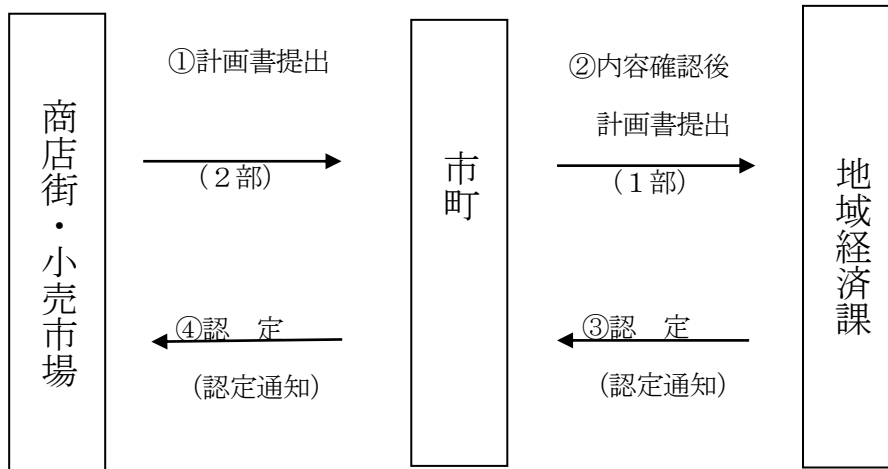 商店街・小売市場
①計画書提出
（２部）
市町
②内容確認後
計画書提出
（１部）
地域経済課
③認　定
（認定通知）
④認　定
（認定通知）